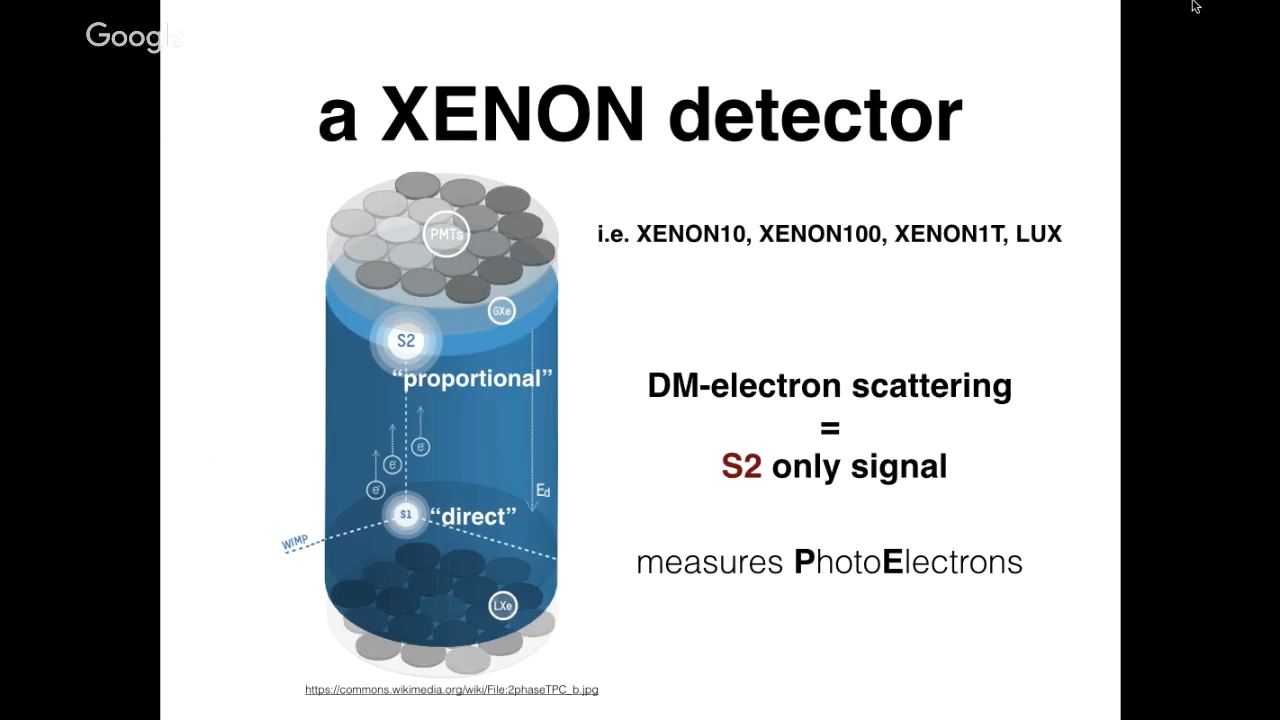 Google
a XENON detector
PMTs
i.e. XENON10, XENON100, XENON1T, LUX
GXe
S2
“proportional”
DM-electron scattering
=
S2 only signal
e⁻
e⁻
e⁻
Ed
S1
“direct”
WIMP
measures PhotoElectrons
LXe
https://commons.wikimedia.org/wiki/File:2phaseTPC_b.jpg